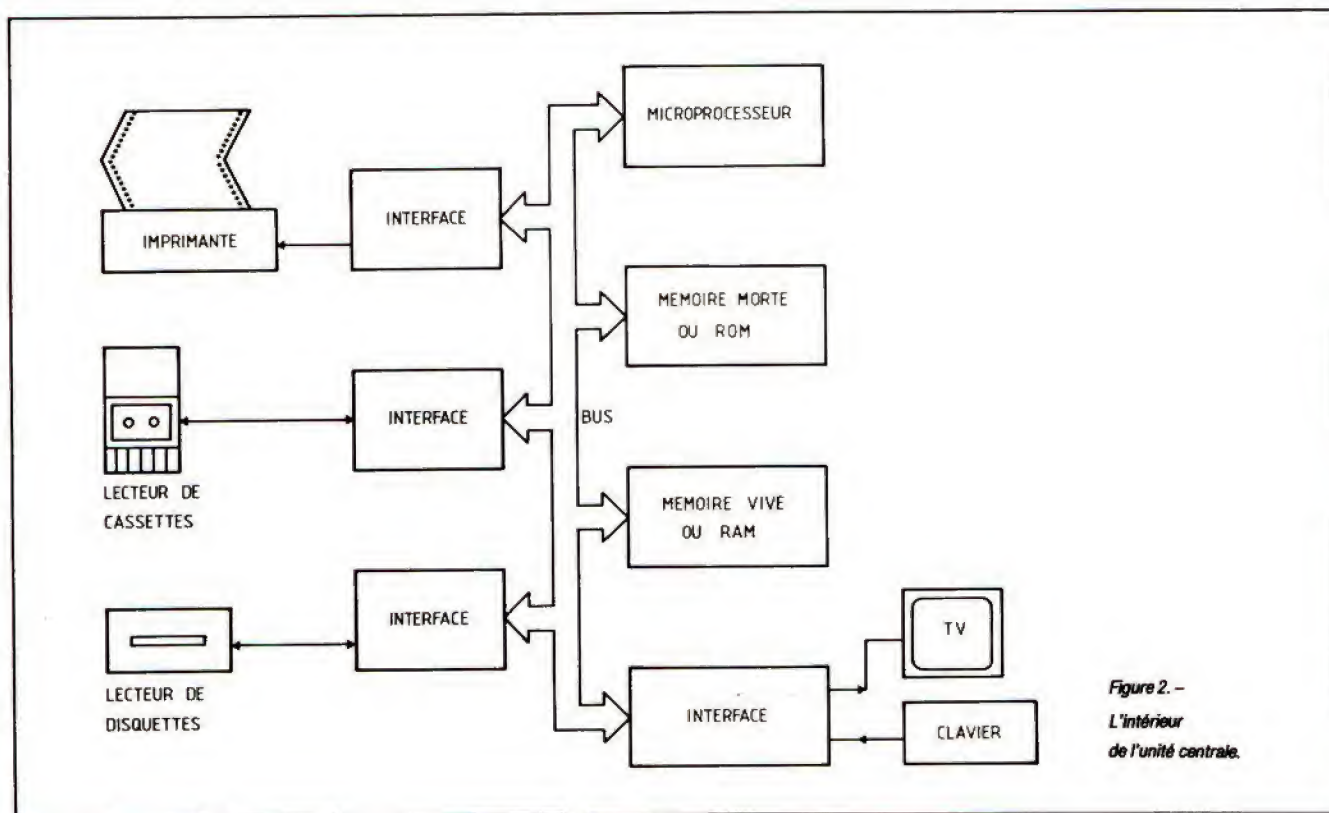 MICROPROCESSEUR
INTERFACE
IMPRIMANTE
MEMOIRE MORTE
OU ROM
INTERFACE
BUS
LECTEUR DE
CASSETTES
MEMOIRE VIVE
OU RAM
INTERFACE
LECTEUR DE
DISQUETTES
TV
INTERFACE
CLAVIER
Figure 2. –
L'intérieur
de l'unité centrale.